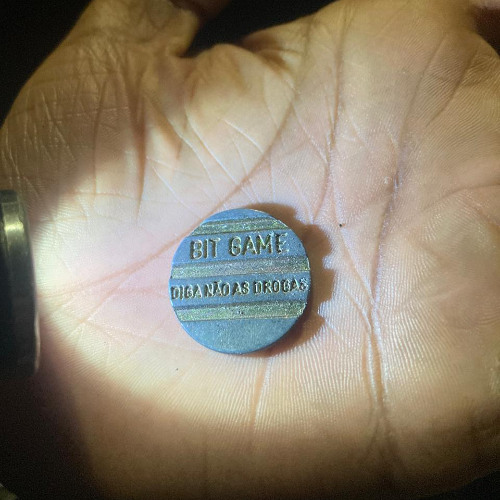 BIT GAME
DIGA NÃO AS DROGAS